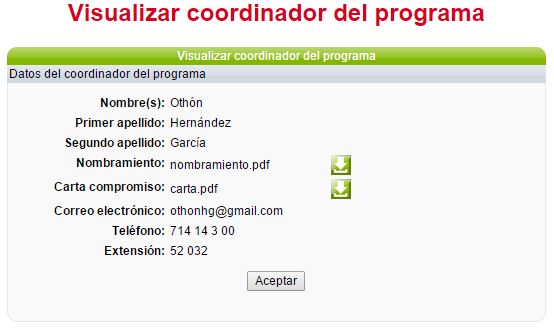 Visualizar coordinador del programa
Visualizar coordinador del programa
Datos del coordinador del programa
Nombre(s): Othón
Primer apellido: Hernández
Segundo apellido: García
Nombramiento: nombramiento.pdf
Carta compromiso: carta.pdf
Correo electrónico: othonhg@gmail.com
Teléfono: 714 14 3 00
Extensión: 52 032
Aceptar